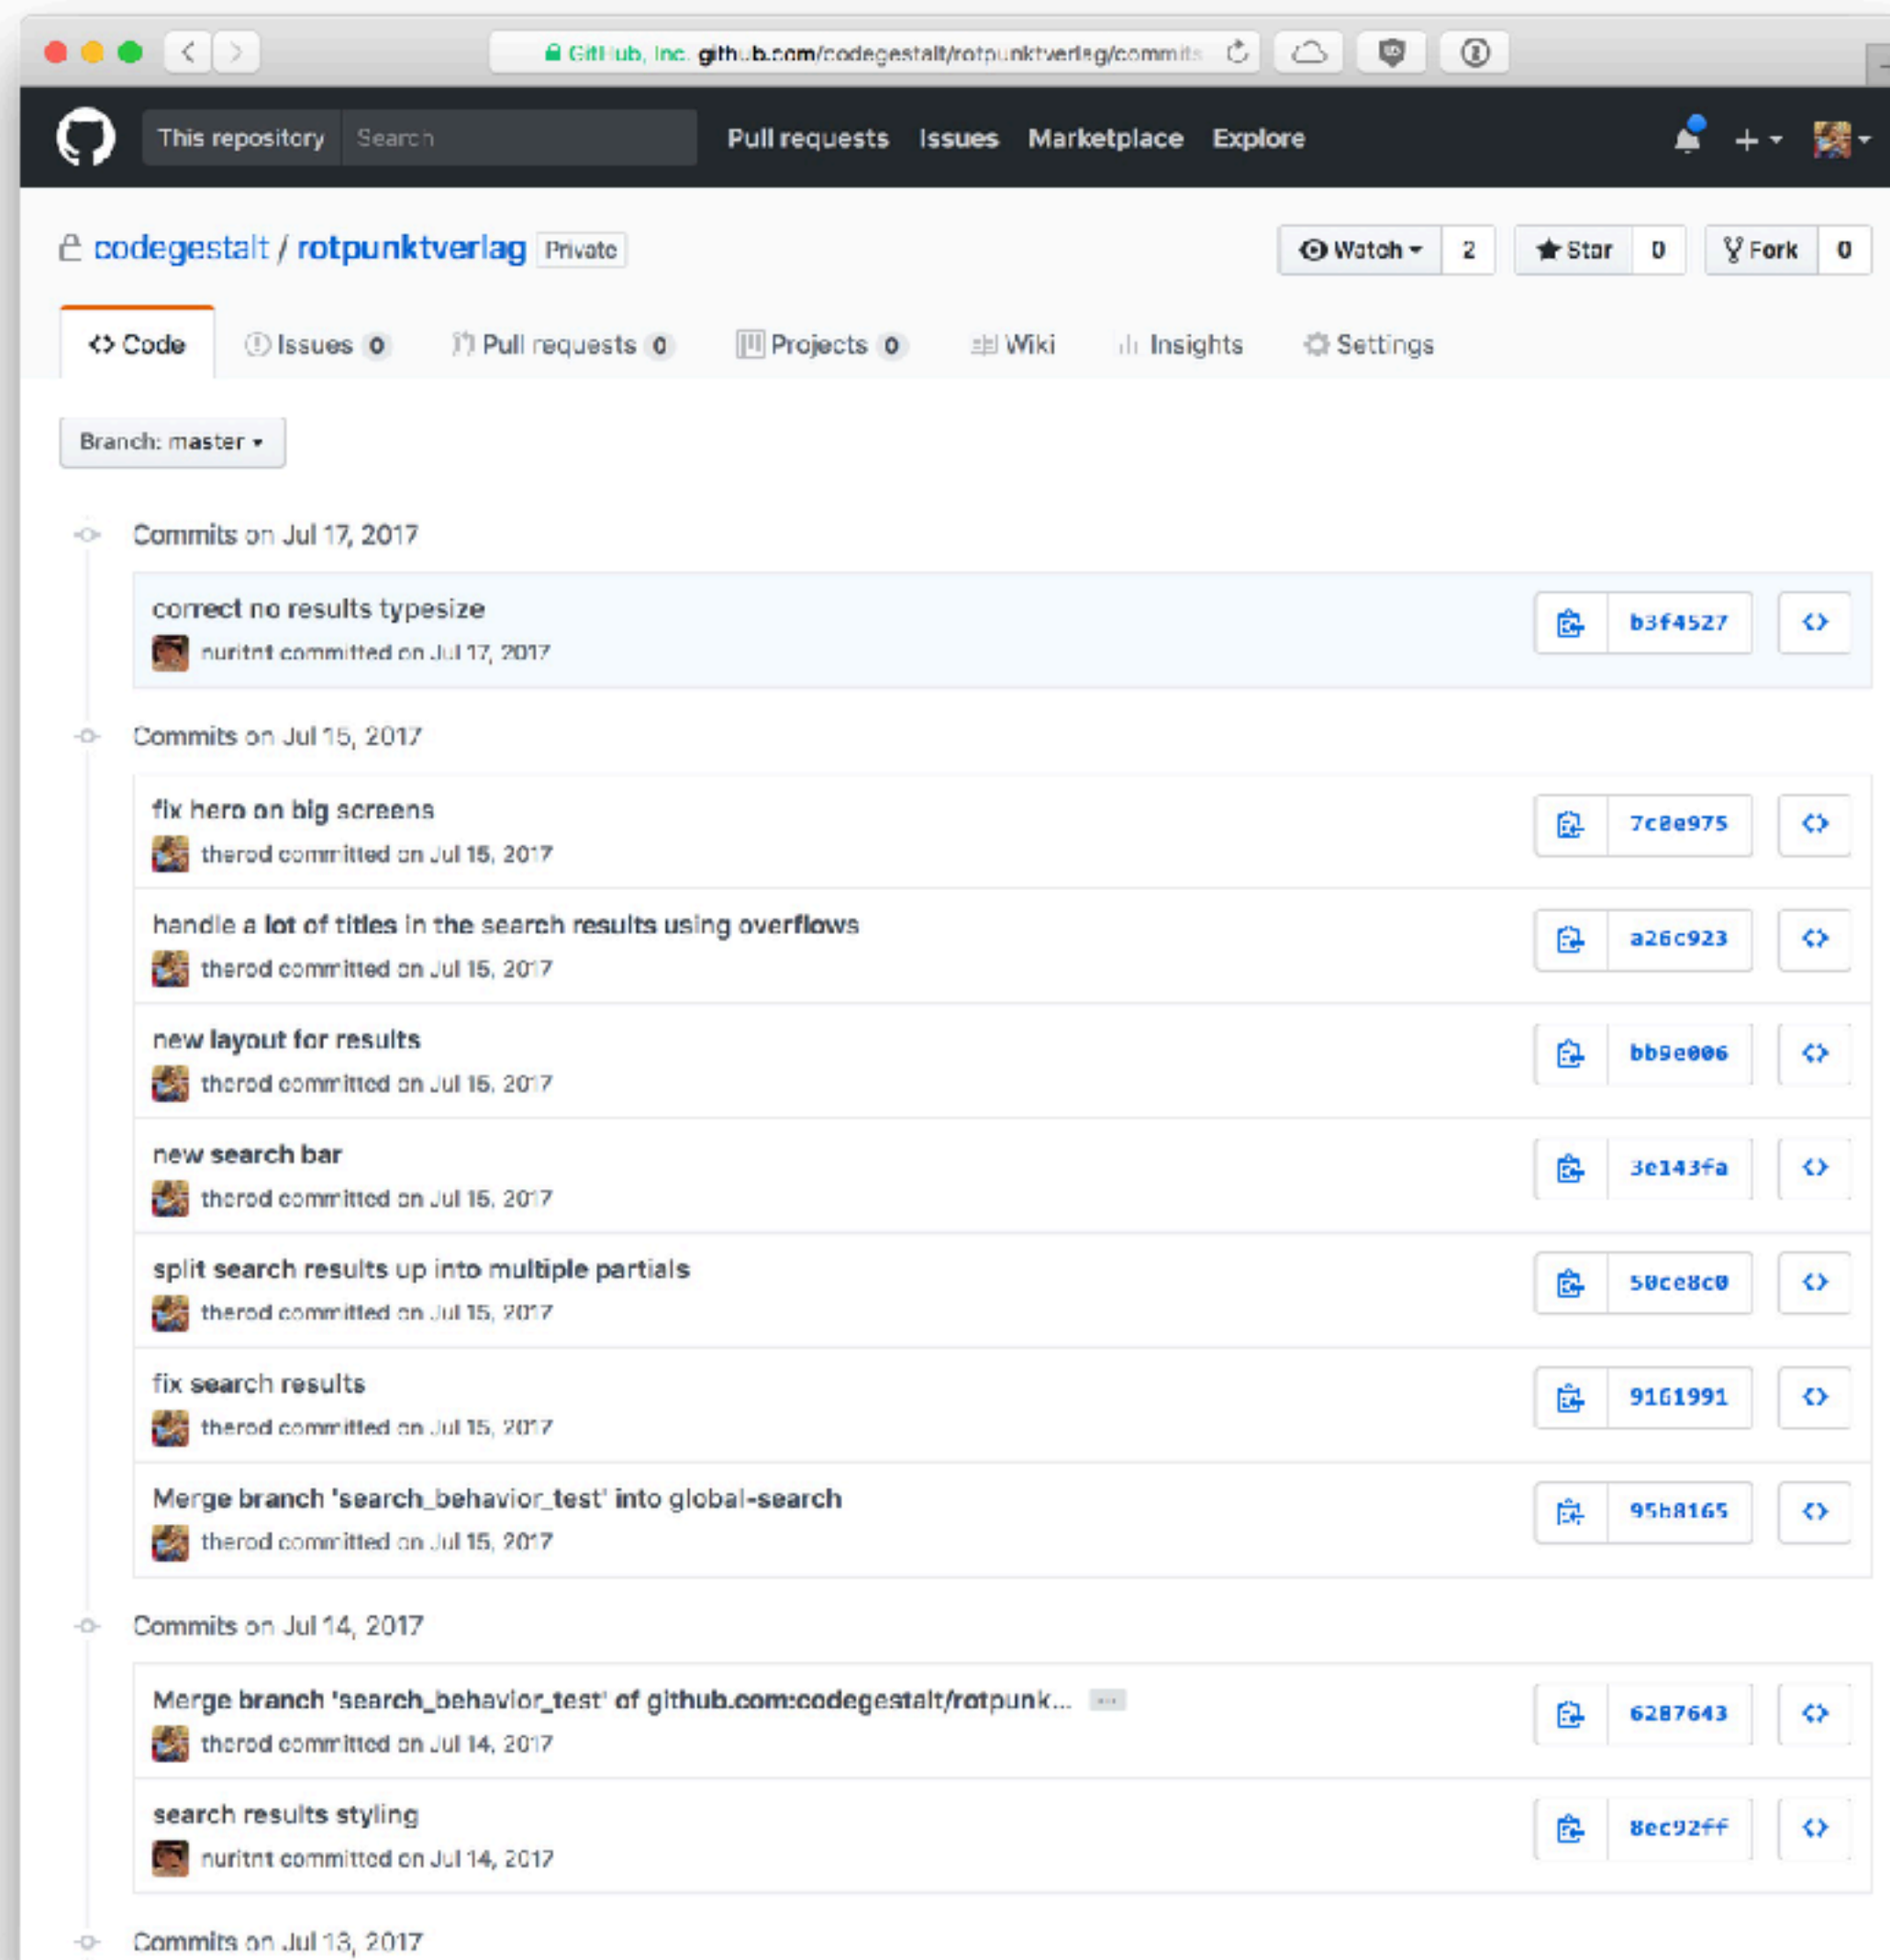 GitHub, Inc. github.com/codegestalt/rotpunktverlag/commits
This repository Search Pull requests Issues Marketplace Explore
codegestalt / rotpunktverlag Private Watch 2 Star 0 Fork 0
Code Issues 0 Pull requests 0 Projects 0 Wiki Insights Settings
Branch: master
Commits on Jul 17, 2017
correct no results typesize
b3f4527
nuritnt committed on Jul 17, 2017
Commits on Jul 15, 2017
fix hero on big screens
therod committed on Jul 15, 2017
handle a lot of titles in the search results using overflows
a26c923
therod committed on Jul 15, 2017
new layout for results
bb9e006
therod committed on Jul 15, 2017
new search bar
3e143fa
therod committed on Jul 15, 2017
split search results up into multiple partials
50ce8c0
therod committed on Jul 15, 2017
fix search results
9161991
therod committed on Jul 15, 2017
Merge branch 'search_behavior_test' into global-search
95b8165
therod committed on Jul 15, 2017
Commits on Jul 14, 2017
Merge branch 'search_behavior_test' of github.com:codegestalt/rotpunk... ...
6287643
therod committed on Jul 14, 2017
search results styling
8ec92ff
nuritnt committed on Jul 14, 2017
Commits on Jul 13, 2017